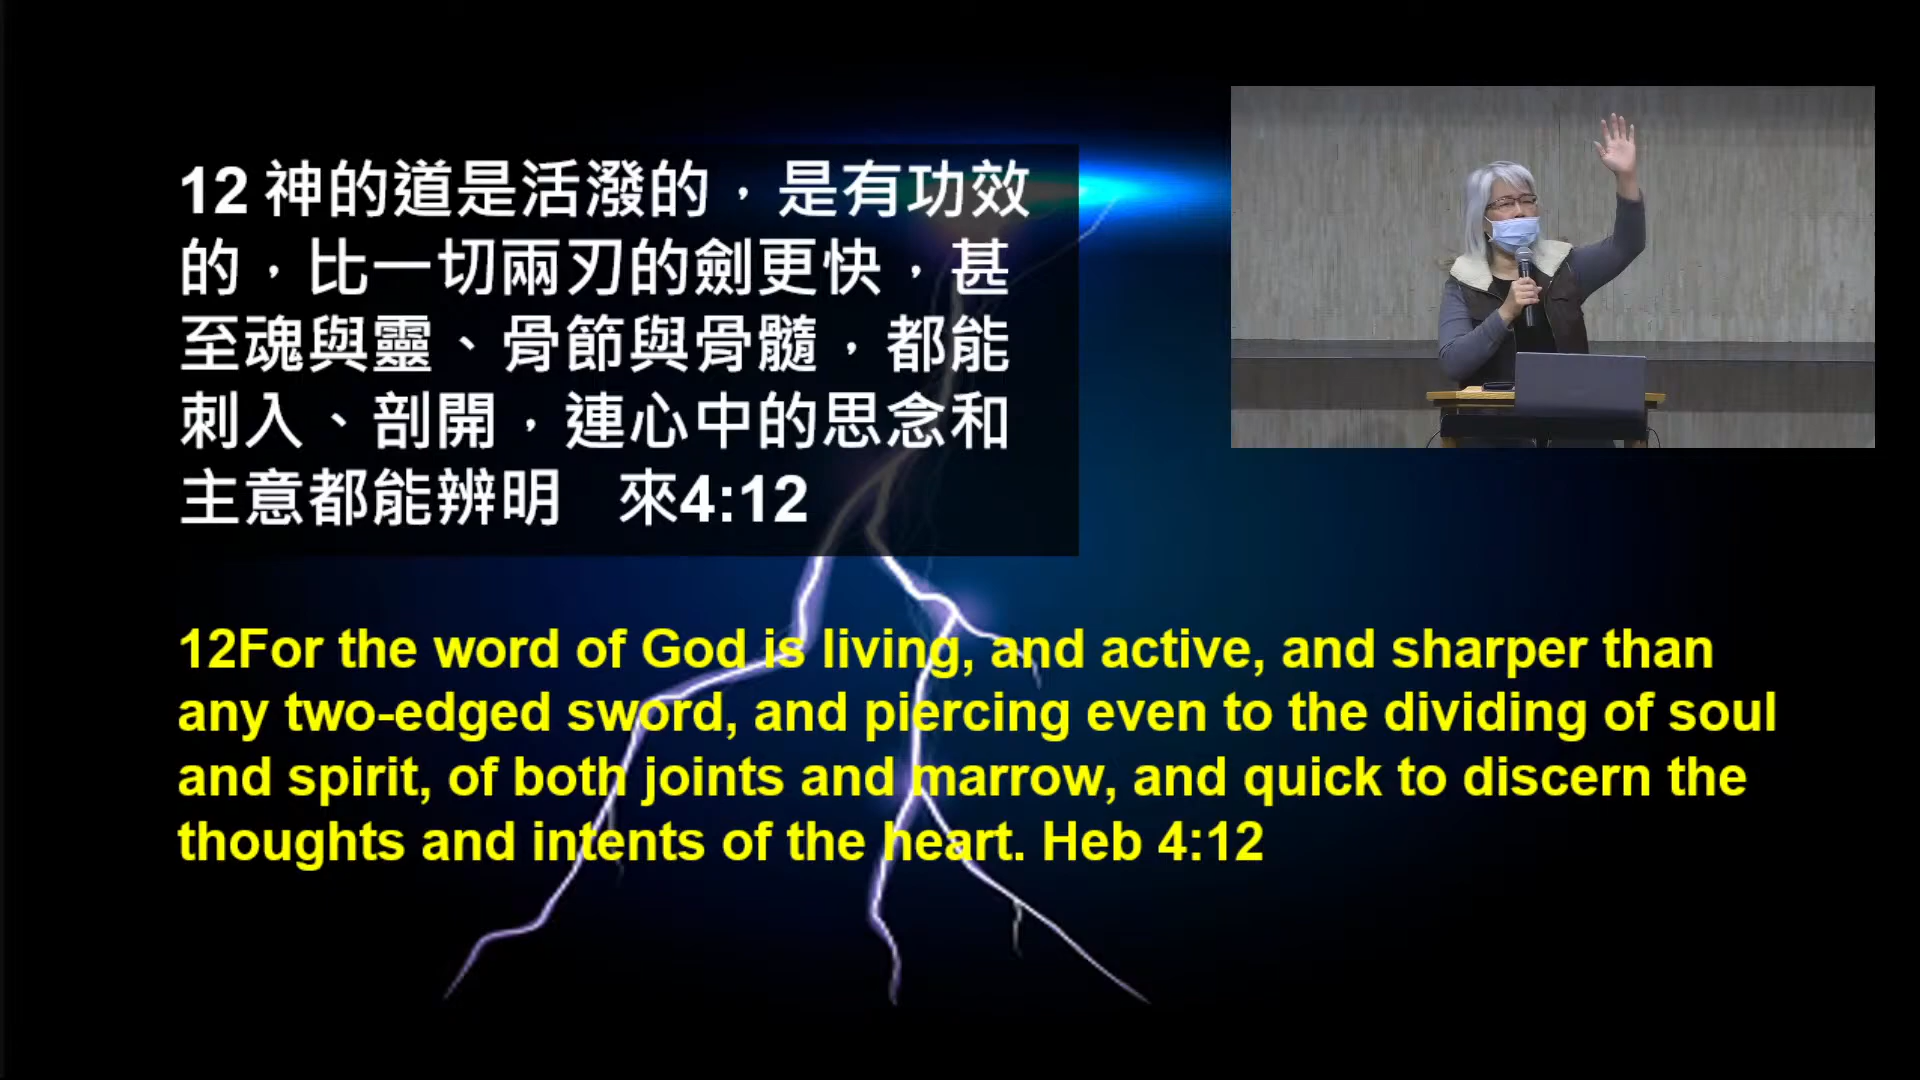 12 神的道是活潑的，是有功效
的，比一切兩刃的劍更快，甚
至魂與靈、骨節與骨髓，都能
刺入、剖開，連心中的思念和
主意都能辨明　來4:12
12For the word of God is living, and active, and sharper than
any two-edged sword, and piercing even to the dividing of soul
and spirit, of both joints and marrow, and quick to discern the
thoughts and intents of the heart. Heb 4:12